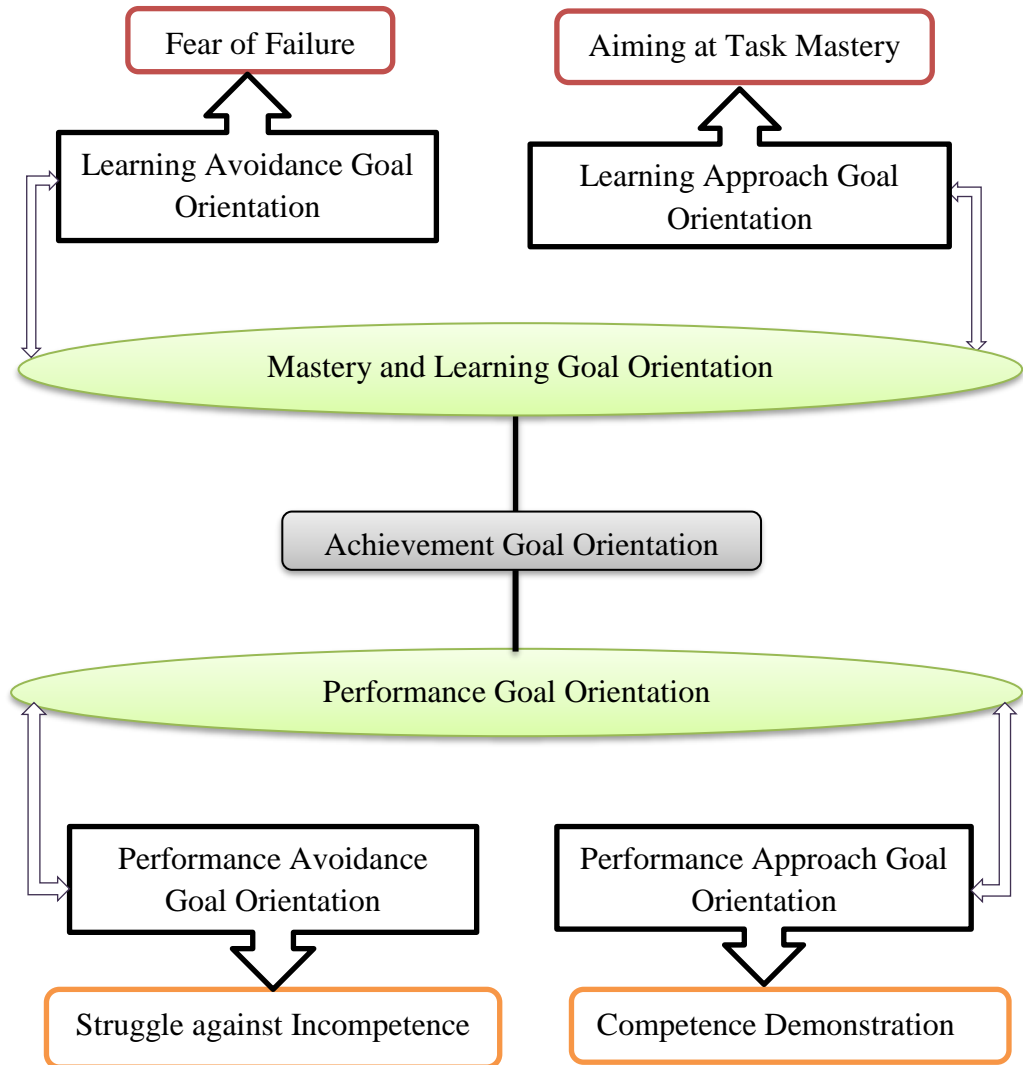 Fear of Failure
Aiming at Task Mastery
Learning Avoidance Goal
Orientation
Learning Approach Goal
Orientation
Mastery and Learning Goal Orientation
Achievement Goal Orientation
Performance Goal Orientation
Performance Avoidance
Goal Orientation
Performance Approach Goal
Orientation
Struggle against Incompetence
Competence Demonstration